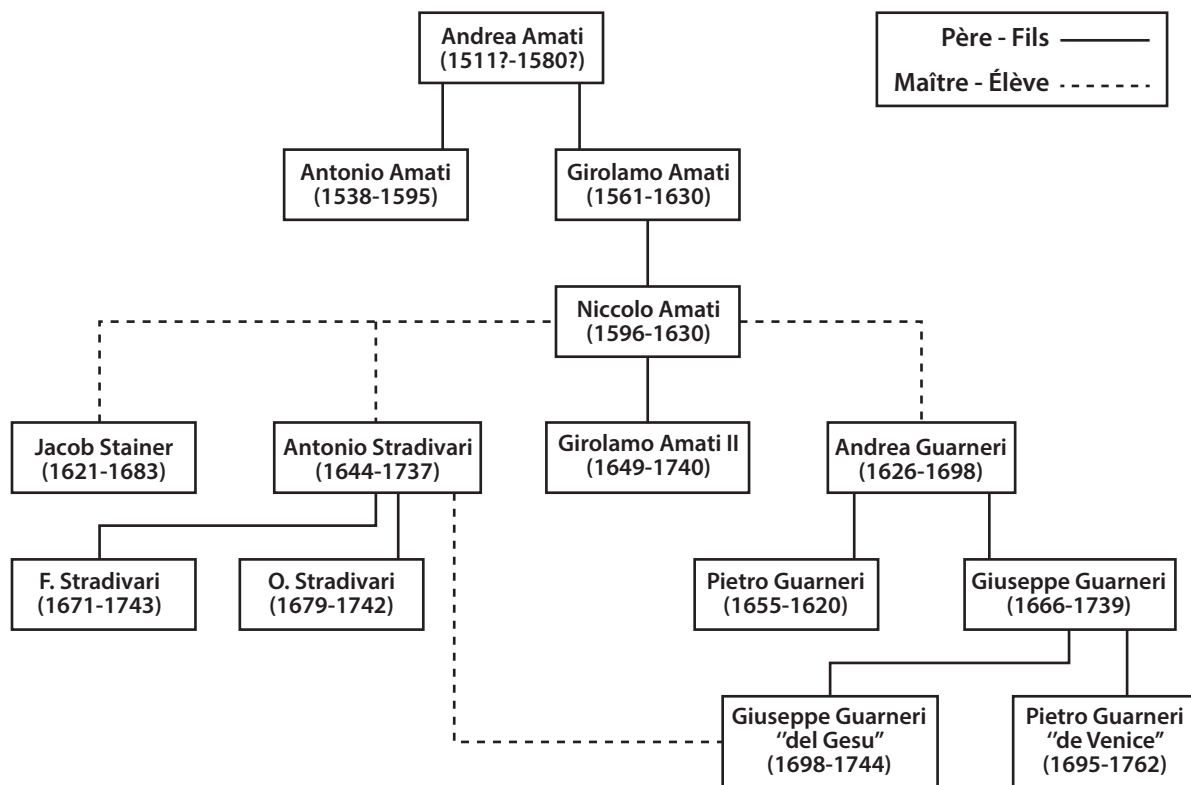 Andrea Amati
(1511?-1580?)
Père - Fils
Maître - Élève
Antonio Amati
(1538-1595)
Girolamo Amati
(1561-1630)
Niccolo Amati
(1596-1630)
Jacob Stainer
(1621-1683)
Antonio Stradivari
(1644-1737)
Girolamo Amati II
(1649-1740)
Andrea Guarneri
(1626-1698)
F. Stradivari
(1671-1743)
O. Stradivari
(1679-1742)
Pietro Guarneri
(1655-1620)
Giuseppe Guarneri
(1666-1739)
Giuseppe Guarneri
″del Gesu″
(1698-1744)
Pietro Guarneri
″de Venice″
(1695-1762)